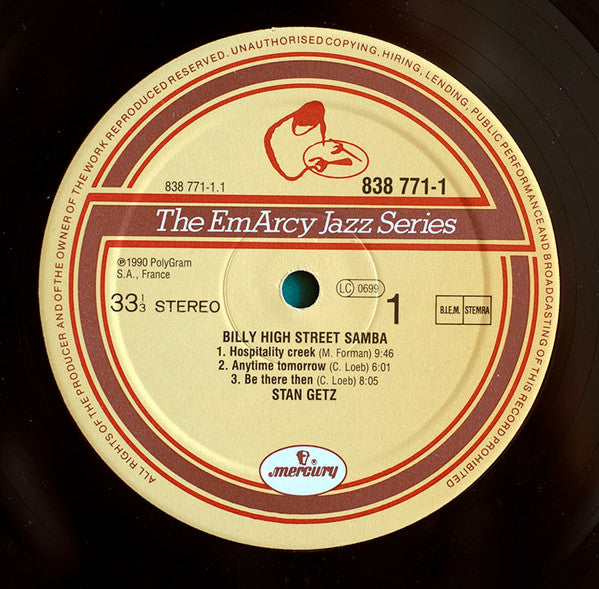 ALL RIGHTS OF THE PRODUCER AND OF THE OWNER OF THE WORK REPRODUCED RESERVED. UNAUTHORISED COPYING, HIRING, LENDING, PUBLIC PERFORMANCE AND BROADCASTING OF THIS RECORD PROHIBITED
838 771-1.1
838 771-1
The EmArcy Jazz Series
℗1990 PolyGram
S.A., France
LC 0699
33⅓ STEREO
1
B.I.E.M. STEMRA
BILLY HIGH STREET SAMBA
1. Hospitality creek (M. Forman) 9:46
2. Anytime tomorrow (C. Loeb) 6:01
3. Be there then (C. Loeb) 8:05
STAN GETZ
mercury®